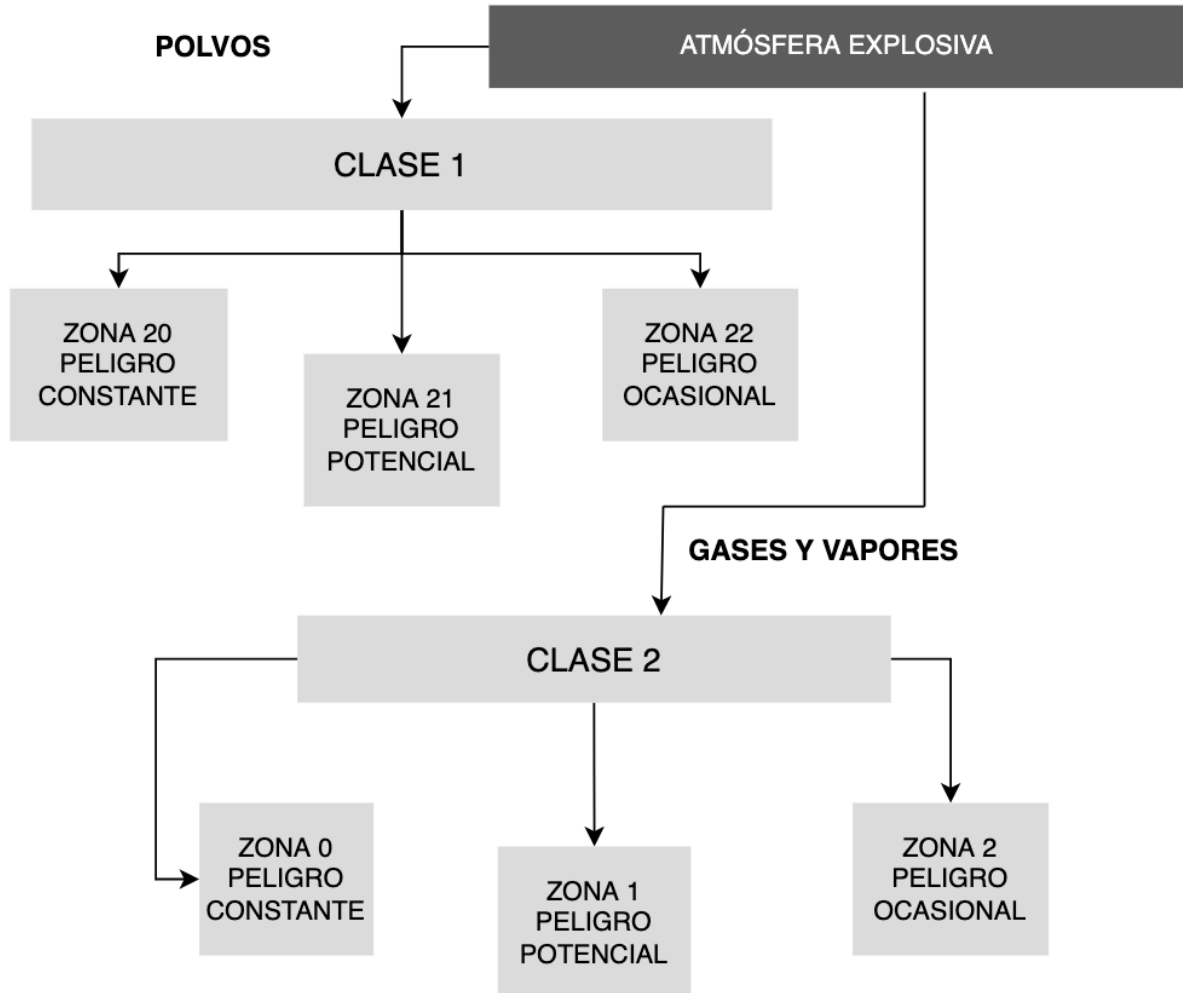 POLVOS
ATMÓSFERA EXPLOSIVA
CLASE 1
ZONA 20
PELIGRO
CONSTANTE
ZONA 21
PELIGRO
POTENCIAL
ZONA 22
PELIGRO
OCASIONAL
GASES Y VAPORES
CLASE 2
ZONA 0
PELIGRO
CONSTANTE
ZONA 1
PELIGRO
POTENCIAL
ZONA 2
PELIGRO
OCASIONAL